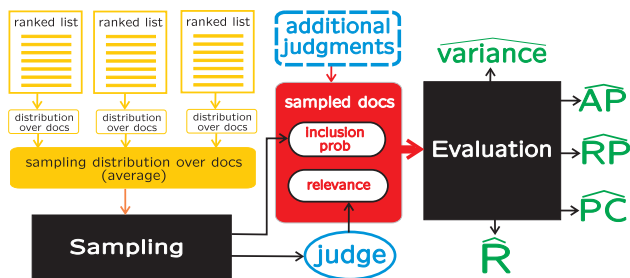 ranked list
ranked list
ranked list
distribution
over docs
distribution
over docs
distribution
over docs
sampling distribution over docs
(average)
Sampling
additional
judgments
sampled docs
inclusion
prob
relevance
judge
Evaluation
variance
AP
RP
PC
R